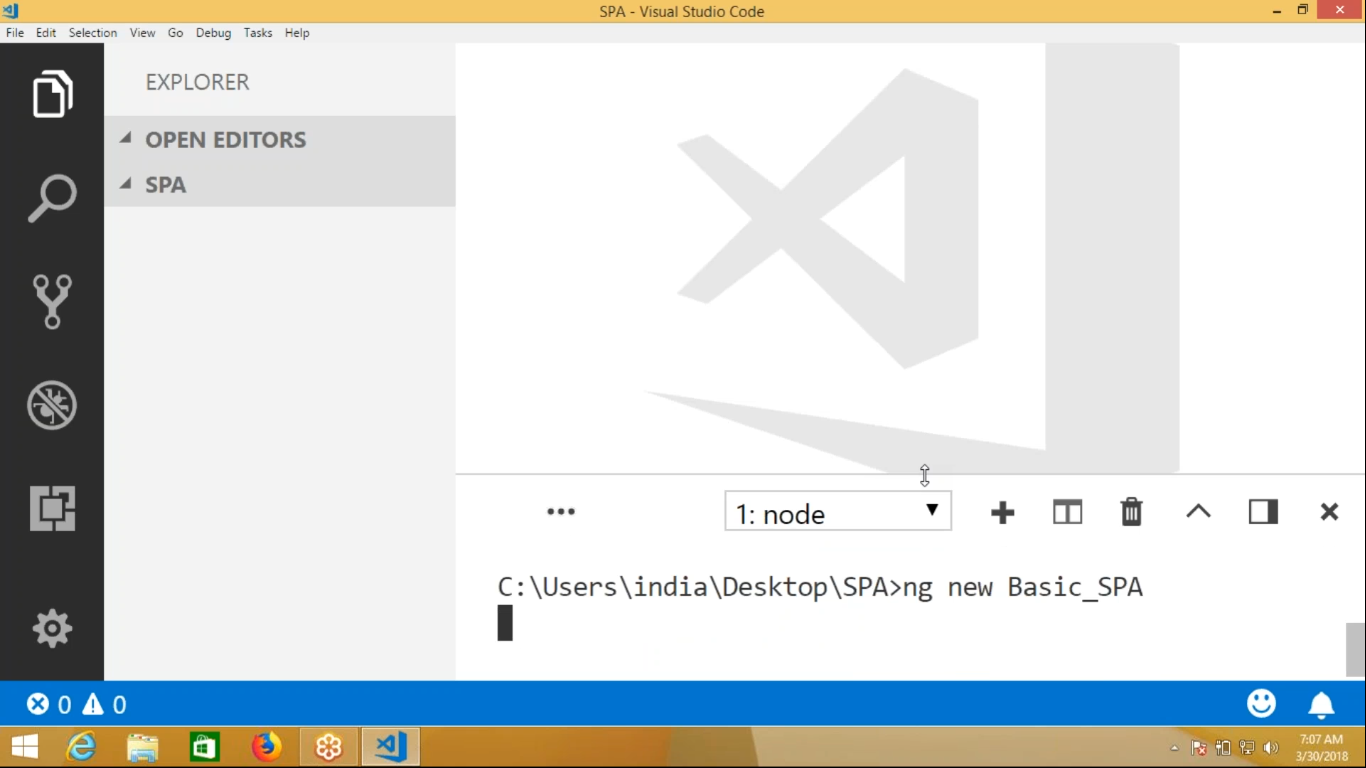 SPA - Visual Studio Code
File Edit Selection View Go Debug Tasks Help
EXPLORER
OPEN EDITORS
SPA
1: node
C:\Users\india\Desktop\SPA>ng new Basic_SPA
0 0
7:07 AM
3/30/2018